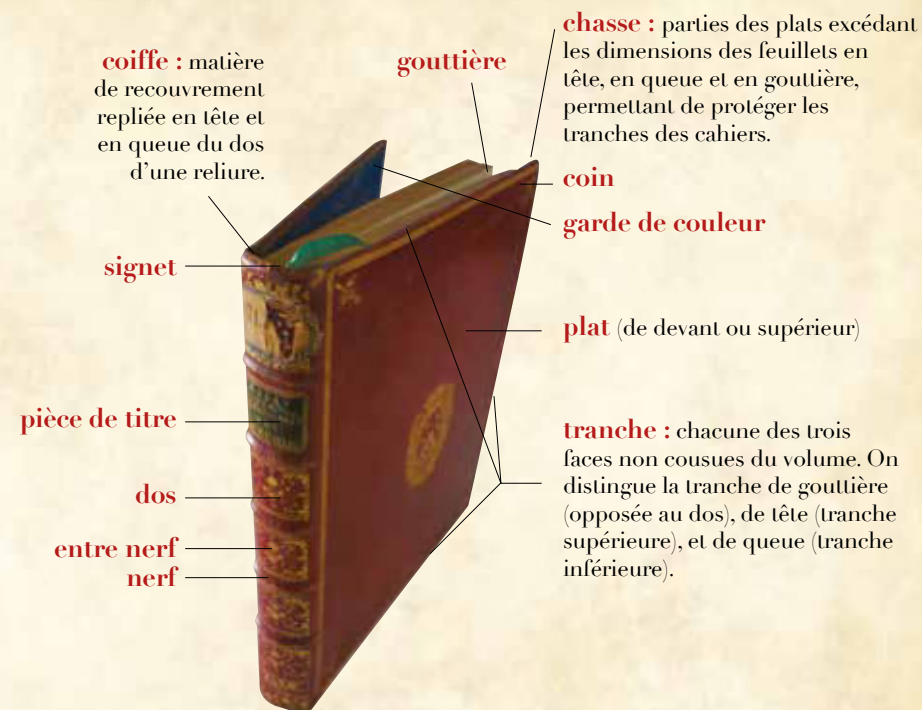 coiffe : matière
de recouvrement
repliée en tête et
en queue du dos
d'une reliure.
gouttière
chasse : parties des plats excédant
les dimensions des feuillets en
tête, en queue et en gouttière,
permettant de protéger les
tranches des cahiers.
coin
garde de couleur
signet
plat (de devant ou supérieur)
pièce de titre
tranche : chacune des trois
faces non cousues du volume. On
distingue la tranche de gouttière
(opposée au dos), de tête (tranche
supérieure), et de queue (tranche
inférieure).
dos
entre nerf
nerf